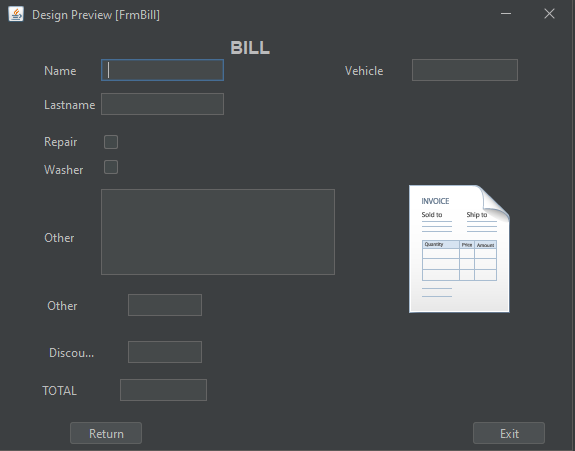 Design Preview [FrmBill]
BILL
Name
Vehicle
Lastname
Repair
Washer
Other
INVOICE
Sold to Ship to
Quantity Price Amount
Other
Discou...
TOTAL
Return
Exit